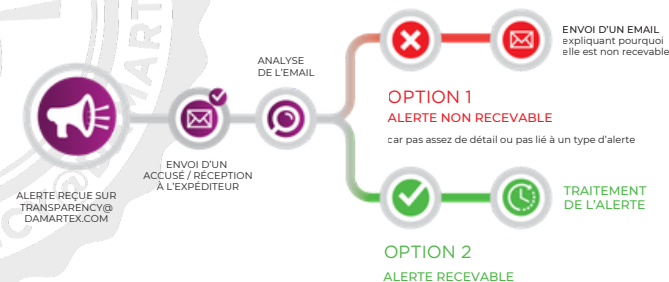 ALERTE REÇUE SUR
TRANSPARENCY@
DAMARTEX.COM
ENVOI D'UN
ACCUSÉ / RÉCEPTION
À L'EXPÉDITEUR
ANALYSE
DE L'EMAIL
ENVOI D'UN EMAIL
expliquant pourquoi
elle est non recevable
OPTION 1
ALERTE NON RECEVABLE
car pas assez de détail ou pas lié à un type d'alerte
TRAITEMENT
DE L'ALERTE
OPTION 2
ALERTE RECEVABLE